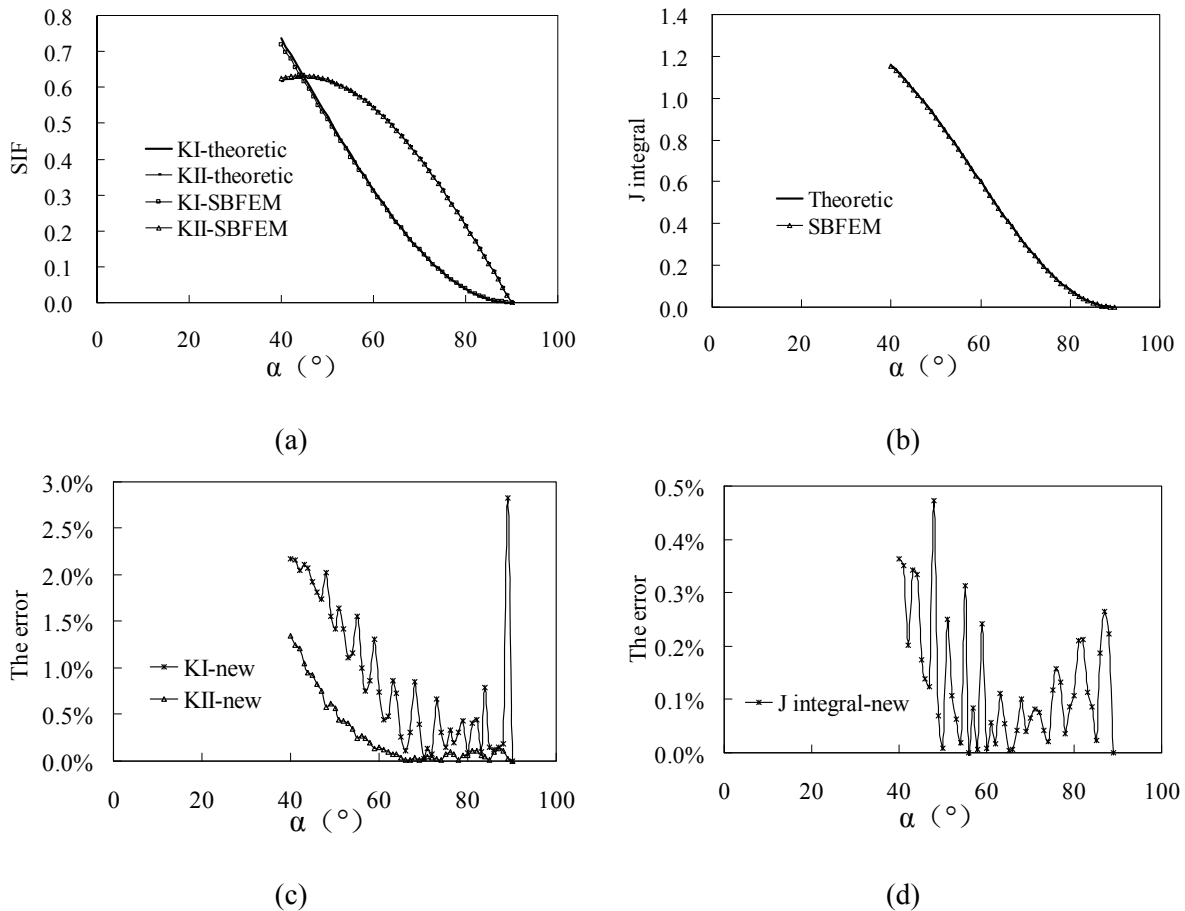 0.8
0.7
0.6
0.5
0.4
0.3
0.2
0.1
0.0
SIF
KI-theoretic
KII-theoretic
KI-SBFEM
KII-SBFEM
0 20 40 60 80 100
α (°)
(a)
1.4
1.2
1.0
0.8
0.6
0.4
0.2
0.0
J integral
Theoretic
SBFEM
0 20 40 60 80 100
α (°)
(b)
3.0%
2.5%
2.0%
1.5%
1.0%
0.5%
0.0%
The error
KI-new
KII-new
0 20 40 60 80 100
α (°)
(c)
0.5%
0.4%
0.3%
0.2%
0.1%
0.0%
The error
J integral-new
0 20 40 60 80 100
α (°)
(d)